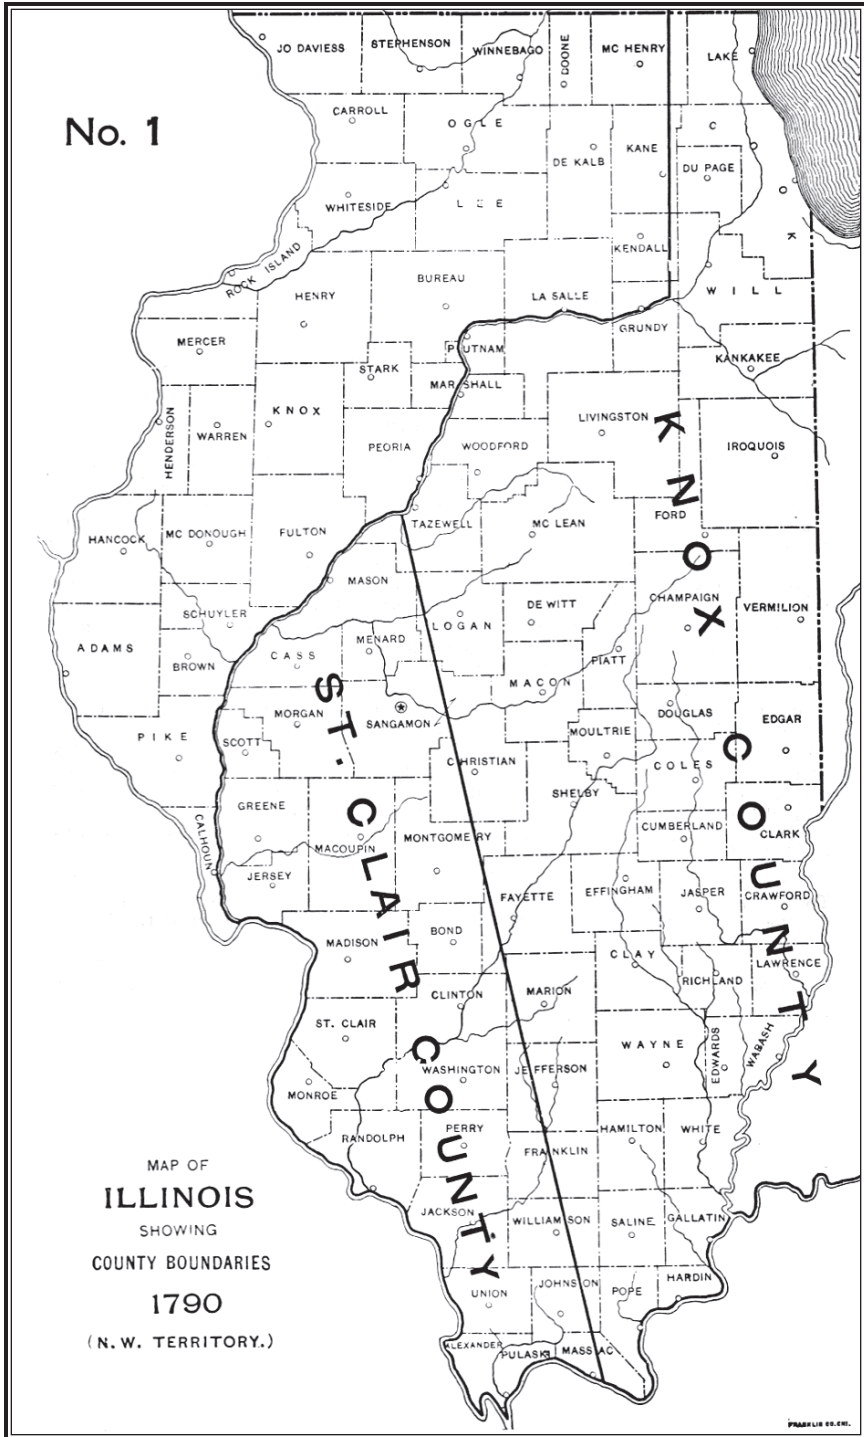 No. 1
JO DAVIESS
STEPHENSON
WINNEBAGO
BOONE
MC HENRY
LAKE
CARROLL
OGLE
DE KALB
KANE
COOK
DU PAGE
WHITESIDE
LEE
KENDALL
ROCK ISLAND
HENRY
BUREAU
LA SALLE
WILL
GRUNDY
MERCER
PUTNAM
KANKAKEE
STARK
MARSHALL
HENDERSON
WARREN
KNOX
PEORIA
WOODFORD
LIVINGSTON
IROQUOIS
HANCOCK
MC DONOUGH
FULTON
TAZEWELL
MC LEAN
FORD
MASON
SCHUYLER
LOGAN
DE WITT
CHAMPAIGN
VERMILION
ADAMS
BROWN
CASS
MENARD
MACON
PIATT
PIKE
SCOTT
MORGAN
SANGAMON
MOULTRIE
DOUGLAS
EDGAR
CHRISTIAN
SHELBY
COLES
GREENE
CALHOUN
MACOUPIN
MONTGOMERY
CUMBERLAND
CLARK
JERSEY
FAYETTE
EFFINGHAM
JASPER
CRAWFORD
MADISON
BOND
CLAY
RICHLAND
LAWRENCE
CLINTON
MARION
ST. CLAIR
WAYNE
EDWARDS
WABASH
MONROE
WASHINGTON
JEFFERSON
RANDOLPH
PERRY
FRANKLIN
HAMILTON
WHITE
JACKSON
WILLIAMSON
SALINE
GALLATIN
UNION
JOHNSON
POPE
HARDIN
ALEXANDER
PULASKI
MASSAC
KNOX COUNTY
ST. CLAIR COUNTY
MAP OF
ILLINOIS
SHOWING
COUNTY BOUNDARIES
1790
(N.W. TERRITORY.)
FRANKLIN CO. CHI.